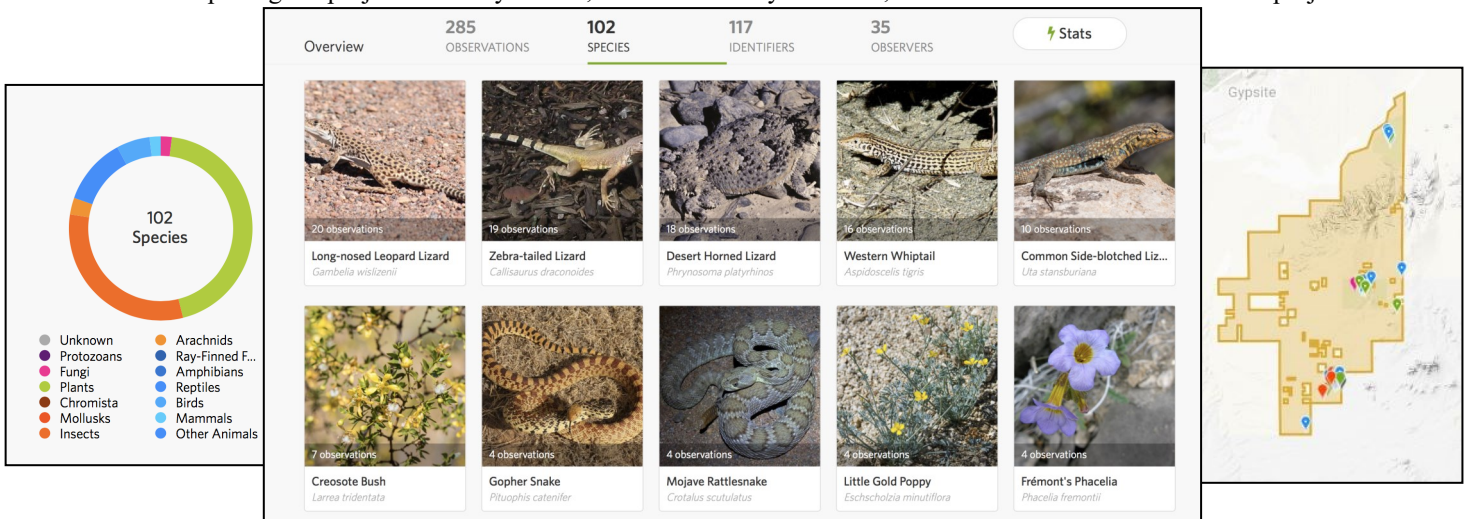 102
Species
Unknown
Protozoans
Fungi
Plants
Chromista
Mollusks
Insects
Arachnids
Ray-Finned F...
Amphibians
Reptiles
Birds
Mammals
Other Animals
Overview
285
OBSERVATIONS
102
SPECIES
117
IDENTIFIERS
35
OBSERVERS
Stats
20 observations
Long-nosed Leopard Lizard
Gambelia wislizenii
19 observations
Zebra-tailed Lizard
Callisaurus draconoides
18 observations
Desert Horned Lizard
Phrynosoma platyrhinos
16 observations
Western Whiptail
Aspidoscelis tigris
10 observations
Common Side-blotched Liz...
Uta stansburiana
7 observations
Creosote Bush
Larrea tridentata
4 observations
Gopher Snake
Pituophis catenifer
4 observations
Mojave Rattlesnake
Crotalus scutulatus
4 observations
Little Gold Poppy
Eschscholzia minutiflora
4 observations
Frémont's Phacelia
Phacelia fremontii
Gypsite